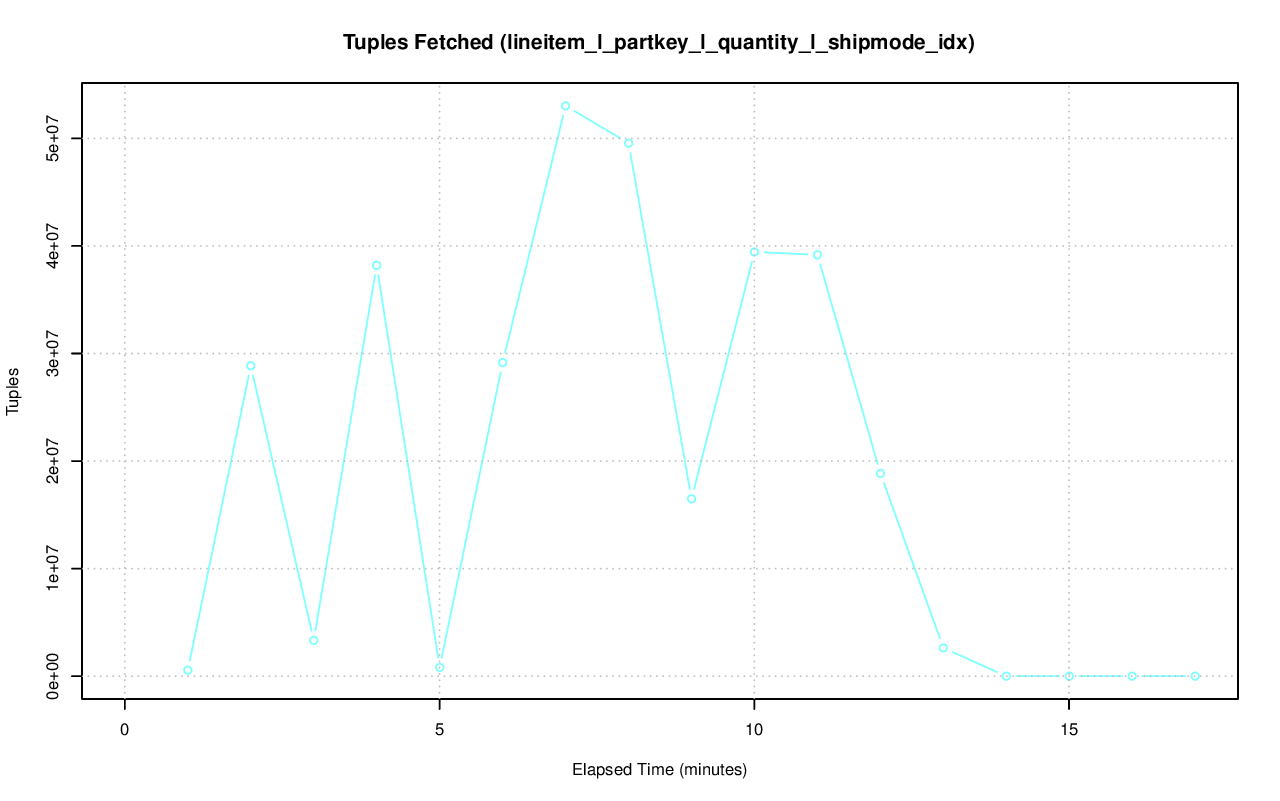 Tuples Fetched (lineitem_l_partkey_l_quantity_l_shipmode_idx)
5e+07
4e+07
3e+07
2e+07
1e+07
0e+00
Tuples
0 5 10 15
Elapsed Time (minutes)